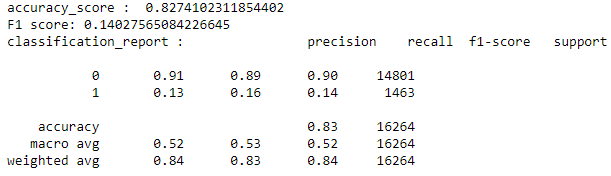 accuracy_score :  0.8274102311854402
F1 score: 0.14027565084226645
classification_report :               precision    recall  f1-score   support
0       0.91      0.89      0.90     14801
1       0.13      0.16      0.14      1463
accuracy                           0.83     16264
macro avg       0.52      0.53      0.52     16264
weighted avg       0.84      0.83      0.84     16264